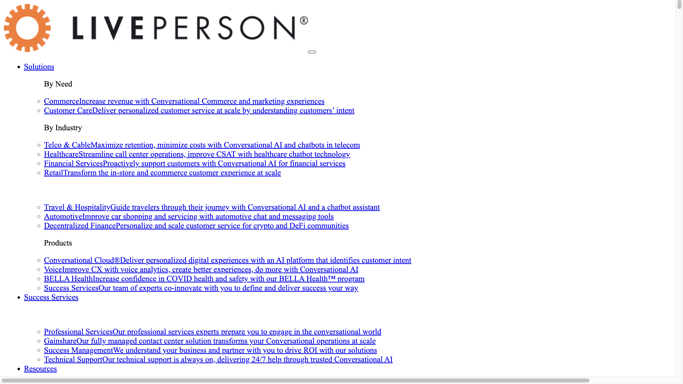 LIVEPERSON®
Solutions
By Need
CommerceIncrease revenue with Conversational Commerce and marketing experiences
Customer CareDeliver personalized customer service at scale by understanding customers’ intent
By Industry
Telco & CableMaximize retention, minimize costs with Conversational AI and chatbots in telecom
HealthcareStreamline call center operations, improve CSAT with healthcare chatbot technology
Financial ServicesProactively support customers with Conversational AI for financial services
RetailTransform the in-store and ecommerce customer experience at scale
Travel & HospitalityGuide travelers through their journey with Conversational AI and a chatbot assistant
AutomotiveImprove car shopping and servicing with automotive chat and messaging tools
Decentralized FinancePersonalize and scale customer service for crypto and DeFi communities
Products
Conversational Cloud®Deliver personalized digital experiences with an AI platform that identifies customer intent
VoiceImprove CX with voice analytics, create better experiences, do more with Conversational AI
BELLA HealthIncrease confidence in COVID health and safety with our BELLA Health™ program
Success ServicesOur team of experts co-innovate with you to define and deliver success your way
Success Services
Professional ServicesOur professional services experts prepare you to engage in the conversational world
GainshareOur fully managed contact center solution transforms your Conversational operations at scale
Success ManagementWe understand your business and partner with you to drive ROI with our solutions
Technical SupportOur technical support is always on, delivering 24/7 help through trusted Conversational AI
Resources